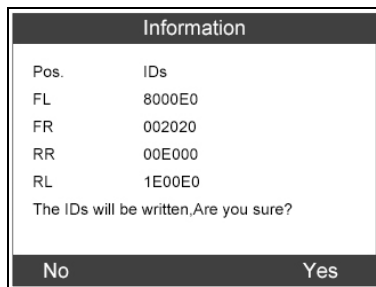 Information
Pos. IDs
FL 8000E0
FR 002020
RR 00E000
RL 1E00E0
The IDs will be written,Are you sure?
No Yes